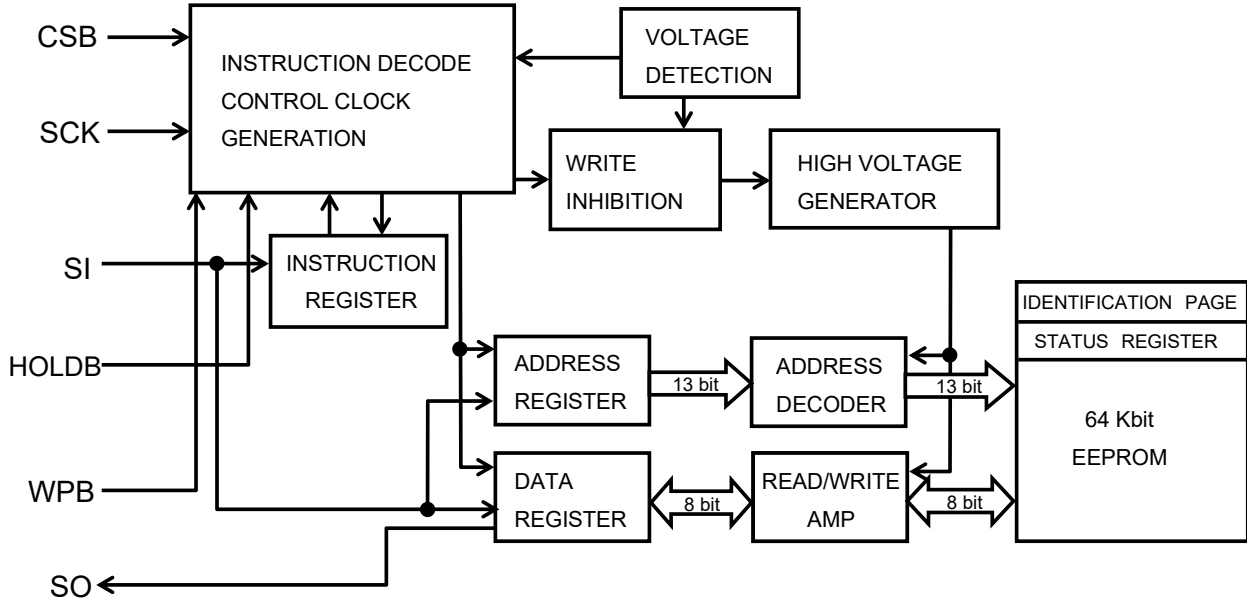 CSB
SCK
SI
HOLDB
WPB
SO
INSTRUCTION DECODE
CONTROL CLOCK
GENERATION
VOLTAGE
DETECTION
WRITE
INHIBITION
HIGH VOLTAGE
GENERATOR
INSTRUCTION
REGISTER
ADDRESS
REGISTER
13 bit
ADDRESS
DECODER
13 bit
DATA
REGISTER
8 bit
READ/WRITE
AMP
8 bit
IDENTIFICATION PAGE
STATUS REGISTER
64 Kbit
EEPROM